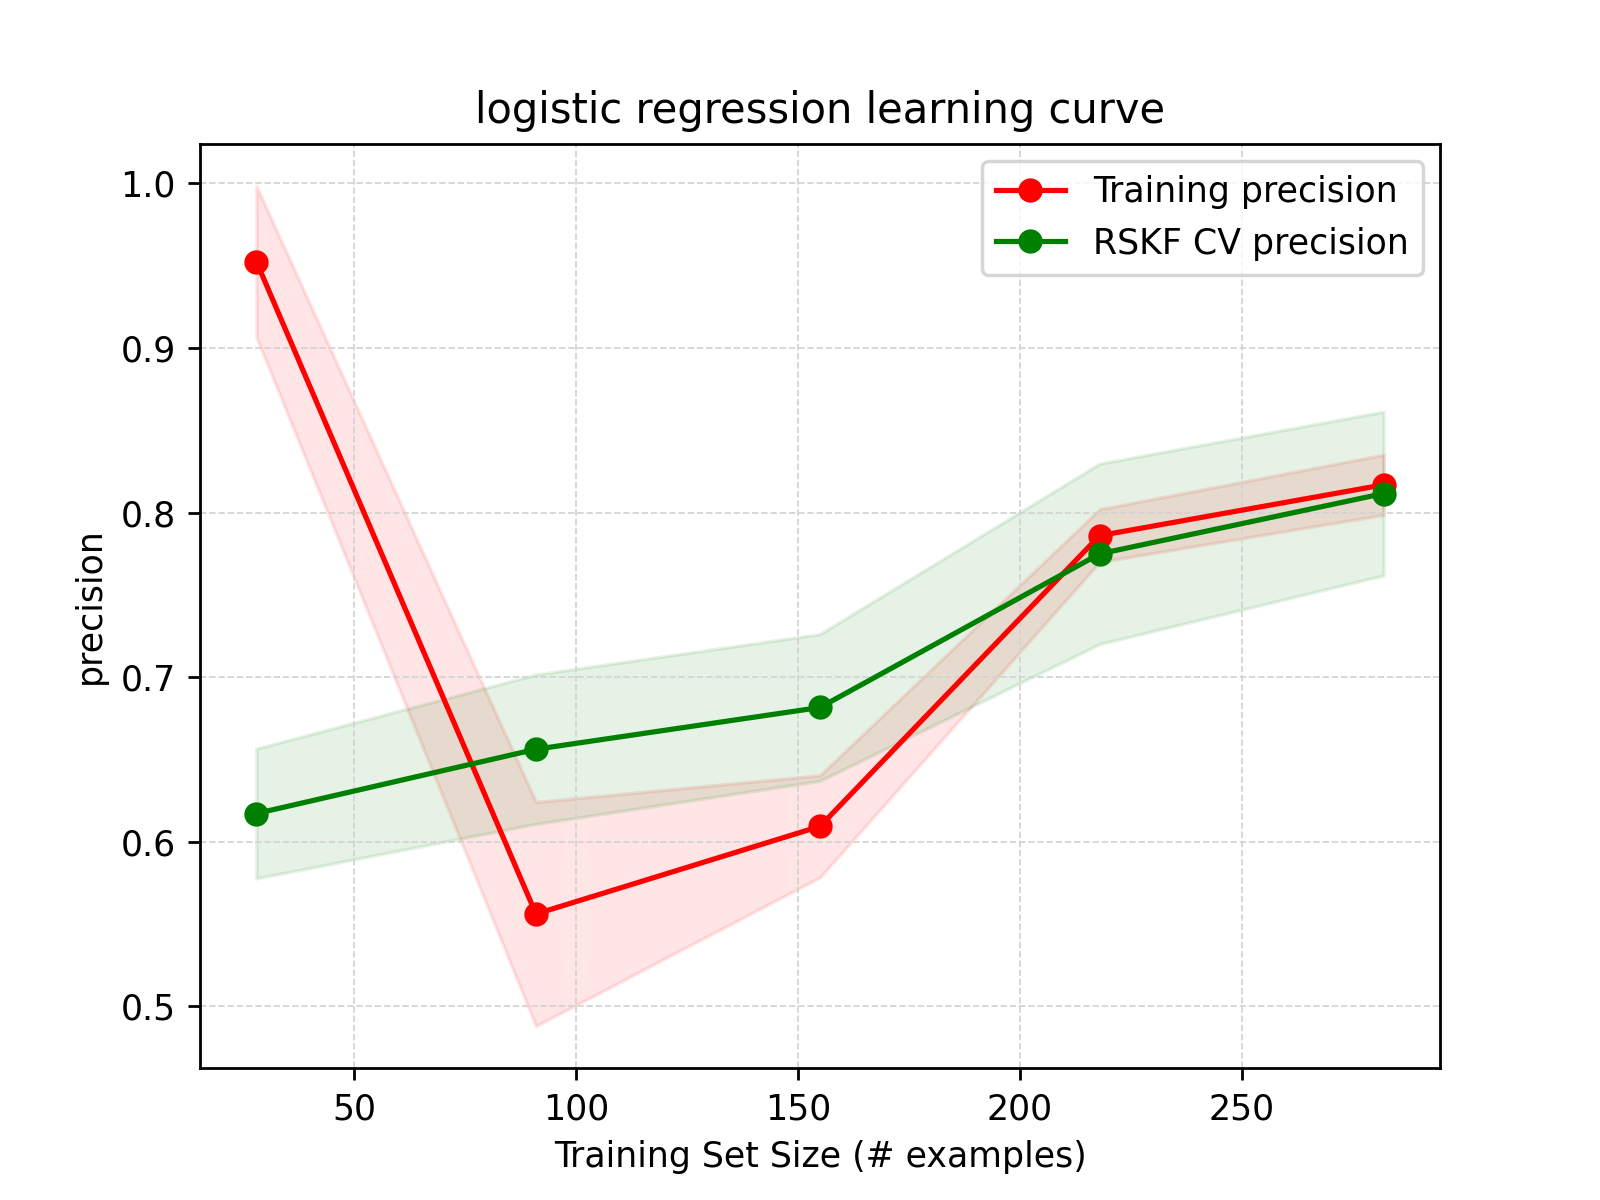 logistic regression learning curve
Training precision
RSKF CV precision
1.0
0.9
0.8
0.7
0.6
0.5
precision
50 100 150 200 250
Training Set Size (# examples)